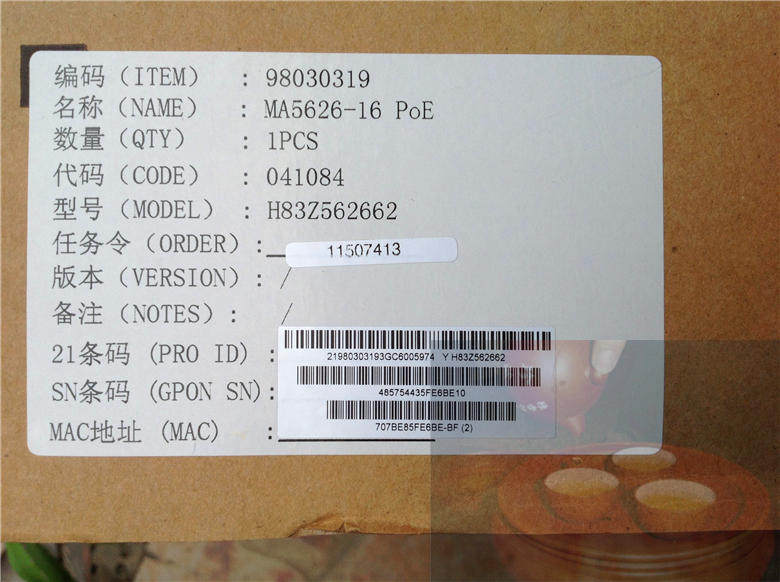 编码（ITEM） : 98030319
名称（NAME） : MA5626-16 PoE
数量（QTY） : 1PCS
代码（CODE） : 041084
型号（MODEL） : H83Z562662
任务令（ORDER）: 11507413
版本（VERSION）: /
备注（NOTES）: /
21条码 (PRO ID) : 21980303193GC6005974 Y H83Z562662
SN条码 (GPON SN): 485754435FE6BE10
MAC地址 (MAC) : 707BE85FE6BE-BF (2)